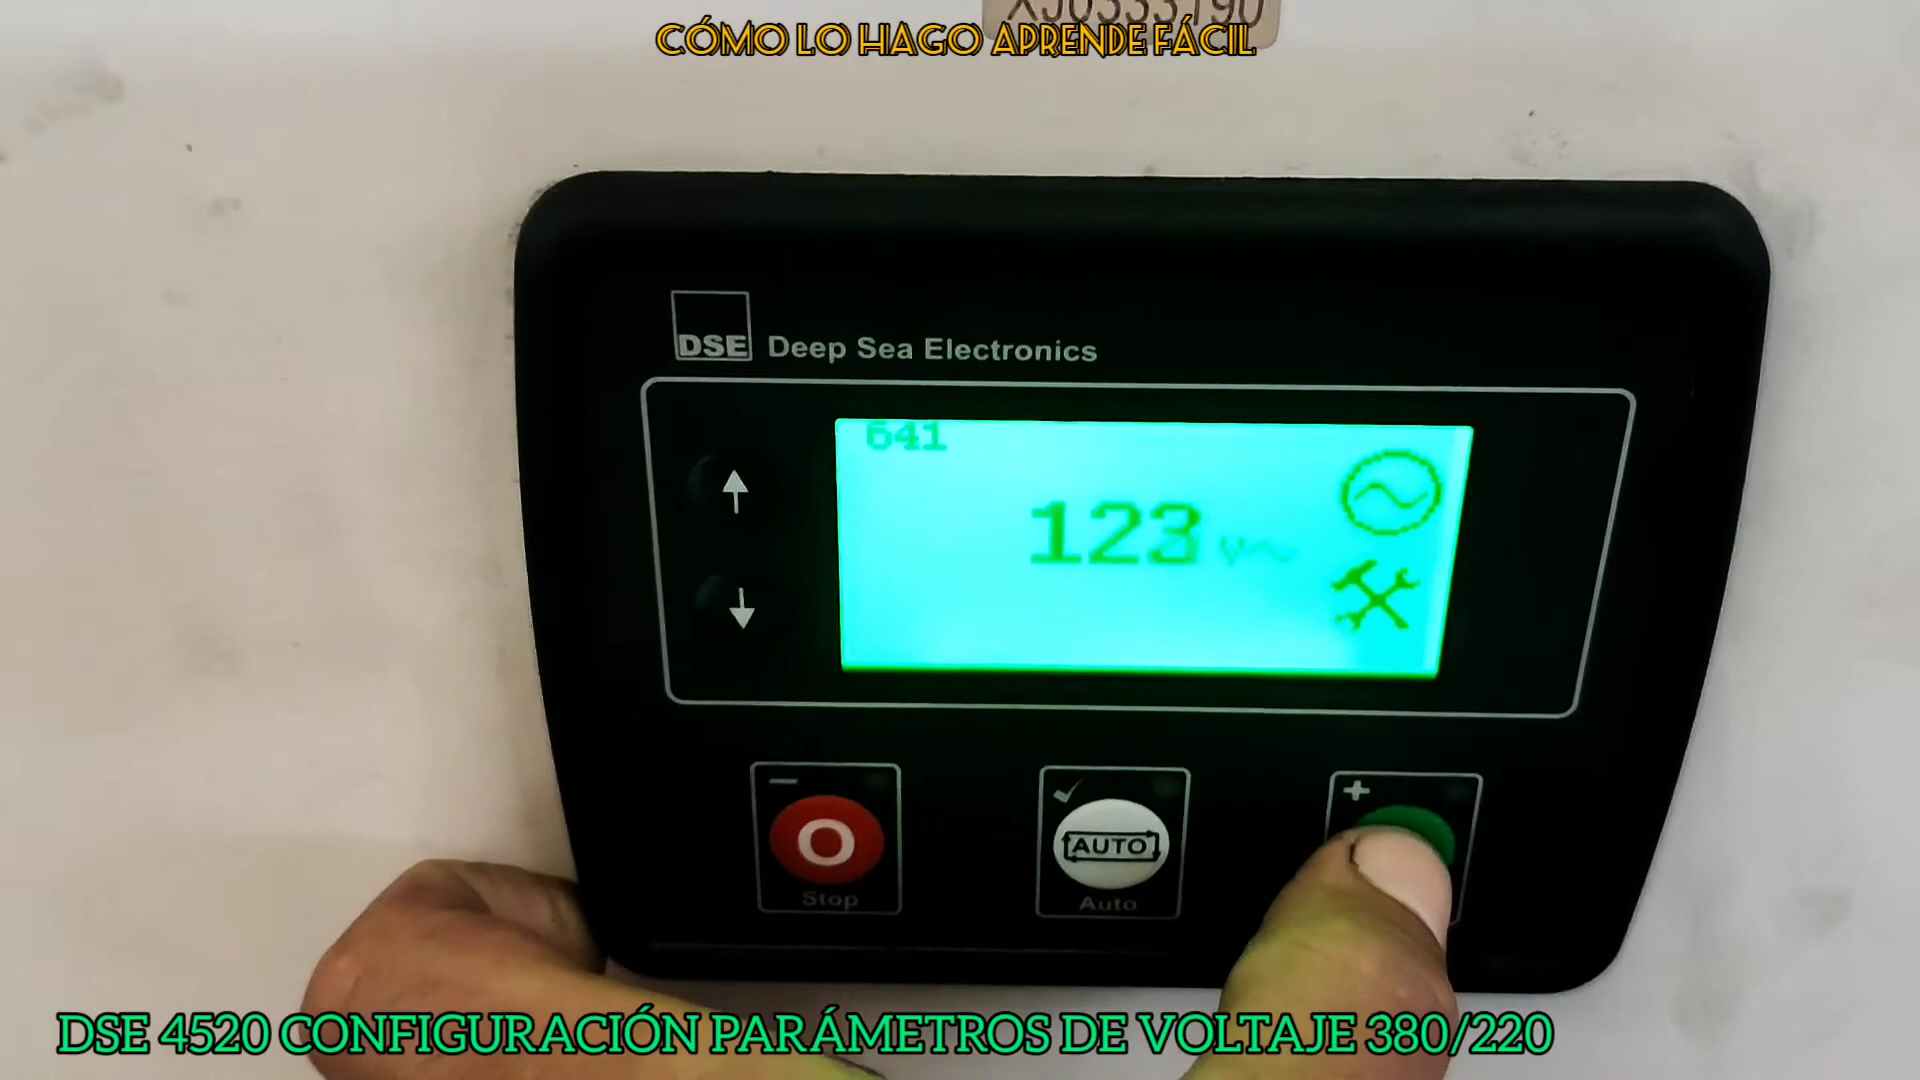 CÓMO LO HAGO APRENDE FÁCIL
DSE Deep Sea Electronics
641
123 V~
Stop
AUTO
Auto
DSE 4520 CONFIGURACIÓN PARÁMETROS DE VOLTAJE 380/220